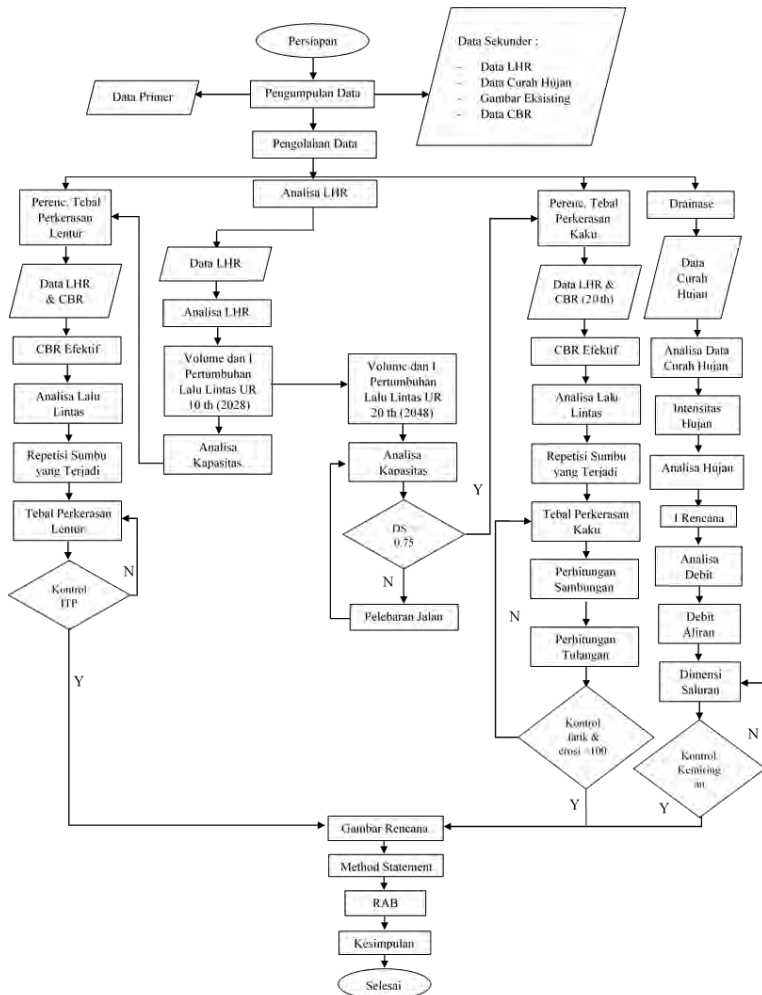 Persiapan
Data Sekunder :
- Data LHR
- Data Curah Hujan
- Gambar Eksisting
- Data CBR
Data Primer
Pengumpulan Data
Pengolahan Data
Analisa LHR
Perenc. Tebal
Perkerasan
Lentur
Data LHR
& CBR
CBR Efektif
Analisa Lalu
Lintas
Repetisi Sumbu
yang Terjadi
Tebal Perkerasan
Lentur
N
Kontrol
ITP
Y
Data LHR
Analisa LHR
Volume dan I
Pertumbuhan
Lalu Lintas UR
10 th (2028)
Analisa
Kapasitas
Volume dan I
Pertumbuhan
Lalu Lintas UR
20 th (2048)
Analisa
Kapasitas
Y
DS
0.75
N
Pelebaran Jalan
Perenc. Tebal
Perkerasan
Kaku
Data LHR &
CBR (20 th)
CBR Efektif
Analisa Lalu
Lintas
Repetisi Sumbu
yang Terjadi
Tebal Perkerasan
Kaku
Perhitungan
Sambungan
N
Perhitungan
Tulangan
Kontrol
&
erosi 100
Y
Drainase
Data
Curah
Hujan
Analisa Data
Curah Hujan
Intensitas
Hujan
Analisa Hujan
I Rencana
Analisa
Debit
Debit
Aliran
Dimensi
Saluran
N
Kontrol
Kemiring
an
Y
Gambar Rencana
Method Statement
RAB
Kesimpulan
Selesai